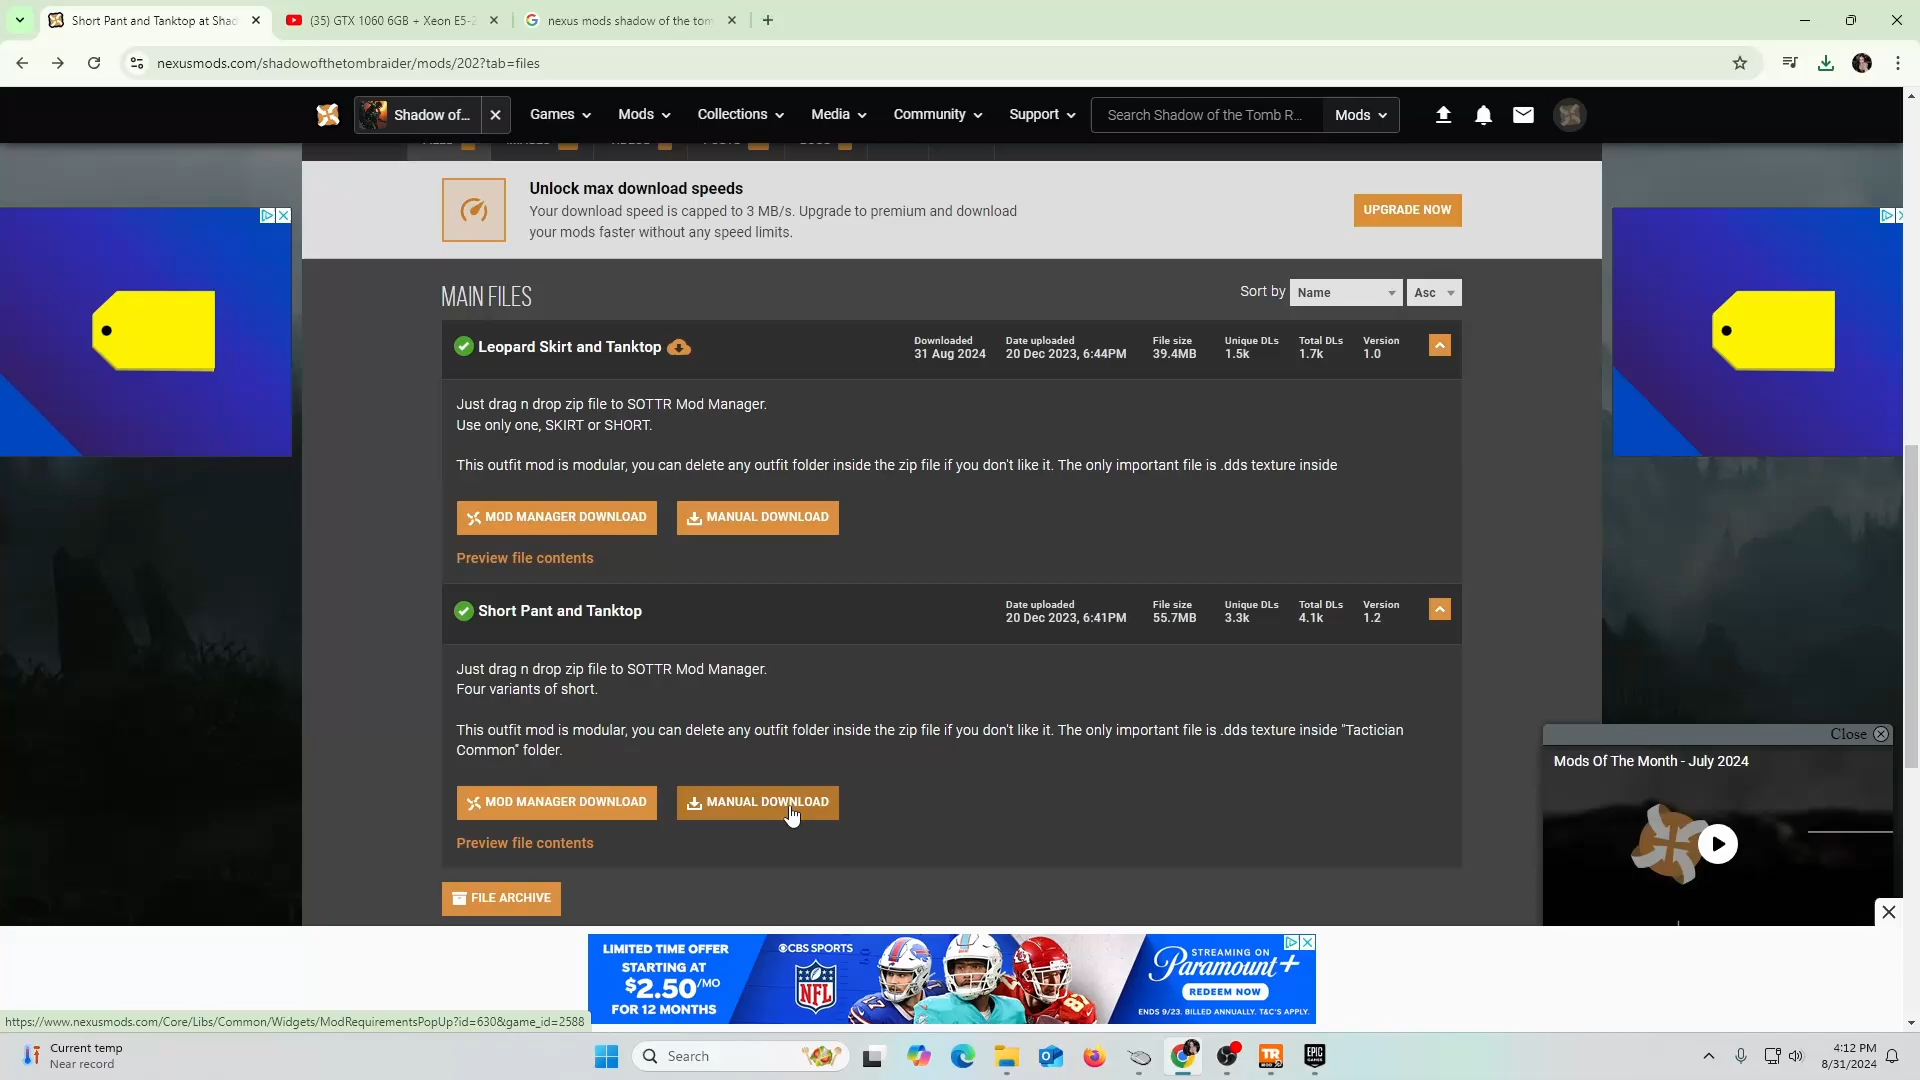 Short Pant and Tanktop at Shad
(35) GTX 1060 6GB + Xeon E5-2
nexus mods shadow of the tom
nexusmods.com/shadowofthetombraider/mods/202?tab=files
Shadow of...
Games
Mods
Collections
Media
Community
Support
Search Shadow of the Tomb R...
Mods
Unlock max download speeds
Your download speed is capped to 3 MB/s. Upgrade to premium and download
your mods faster without any speed limits.
UPGRADE NOW
MAIN FILES
Sort by
Name
Asc
Leopard Skirt and Tanktop
Downloaded
31 Aug 2024
Date uploaded
20 Dec 2023, 6:44PM
File size
39.4MB
Unique DLs
1.5k
Total DLs
1.7k
Version
1.0
Just drag n drop zip file to SOTTR Mod Manager.
Use only one, SKIRT or SHORT.
This outfit mod is modular, you can delete any outfit folder inside the zip file if you don't like it. The only important file is .dds texture inside
MOD MANAGER DOWNLOAD
MANUAL DOWNLOAD
Preview file contents
Short Pant and Tanktop
Date uploaded
20 Dec 2023, 6:41PM
File size
55.7MB
Unique DLs
3.3k
Total DLs
4.1k
Version
1.2
Just drag n drop zip file to SOTTR Mod Manager.
Four variants of short.
This outfit mod is modular, you can delete any outfit folder inside the zip file if you don't like it. The only important file is .dds texture inside "Tactician
Common" folder.
MOD MANAGER DOWNLOAD
MANUAL DOWNLOAD
Preview file contents
FILE ARCHIVE
Close
Mods Of The Month - July 2024
LIMITED TIME OFFER
STARTING AT
$2.50/MO
FOR 12 MONTHS
CBS SPORTS
NFL
17
87
STREAMING ON
Paramount+
REDEEM NOW
ENDS 9/23. BILLED ANNUALLY. T&C'S APPLY.
https://www.nexusmods.com/Core/Libs/Common/Widgets/ModRequirementsPopUp?id=630&game_id=2588
Current temp
Near record
Search
TR
EPIC
4:12 PM
8/31/2024